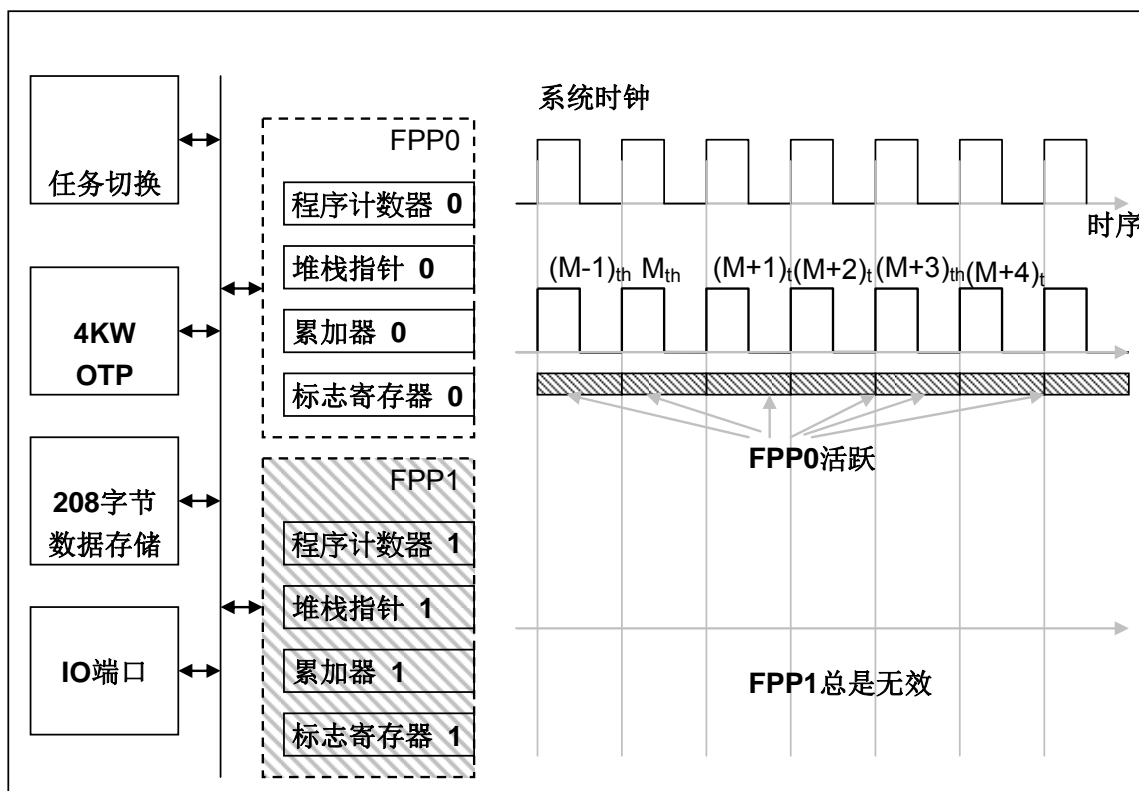 任务切换
4KW
OTP
208字节
数据存储
IO端口
FPP0
程序计数器 0
堆栈指针 0
累加器 0
标志寄存器 0
FPP1
程序计数器 1
堆栈指针 1
累加器 1
标志寄存器 1
系统时钟
时序
(M-1)th Mth (M+1)t (M+2)t (M+3)th (M+4)t
FPP0活跃
FPP1总是无效